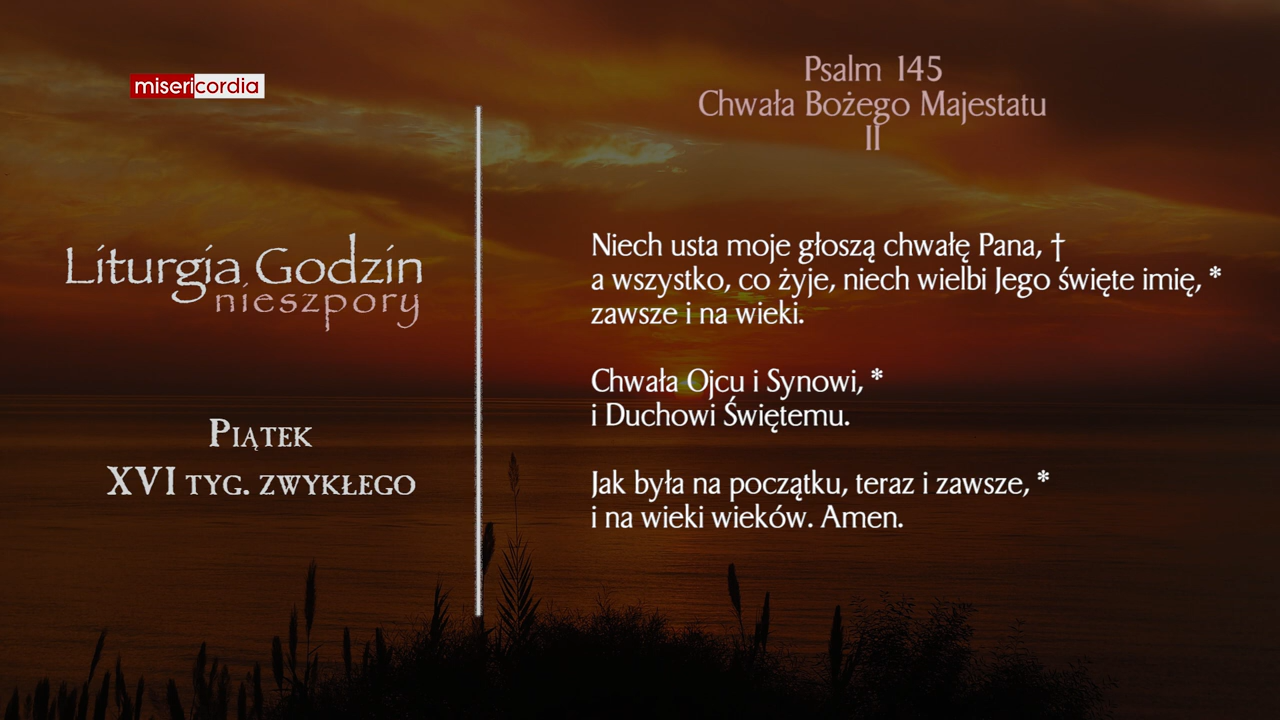 misericordia
Liturgia Godzin
nieszpory
Piątek
XVI tyg. zwykłego
Psalm 145
Chwała Bożego Majestatu
II
Niech usta moje głoszą chwałę Pana, †
a wszystko, co żyje, niech wielbi Jego święte imię, *
zawsze i na wieki.
Chwała Ojcu i Synowi, *
i Duchowi Świętemu.
Jak była na początku, teraz i zawsze, *
i na wieki wieków. Amen.